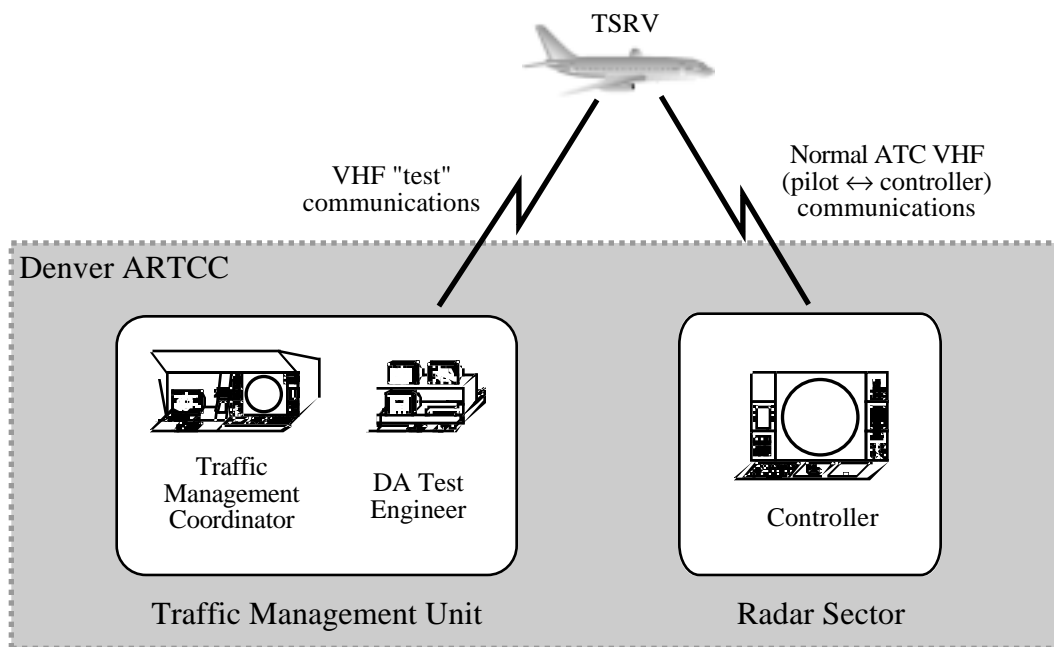 TSRV
VHF "test"
communications
Normal ATC VHF
(pilot ↔ controller)
communications
Denver ARTCC
Traffic
Management
Coordinator
DA Test
Engineer
Controller
Traffic Management Unit
Radar Sector